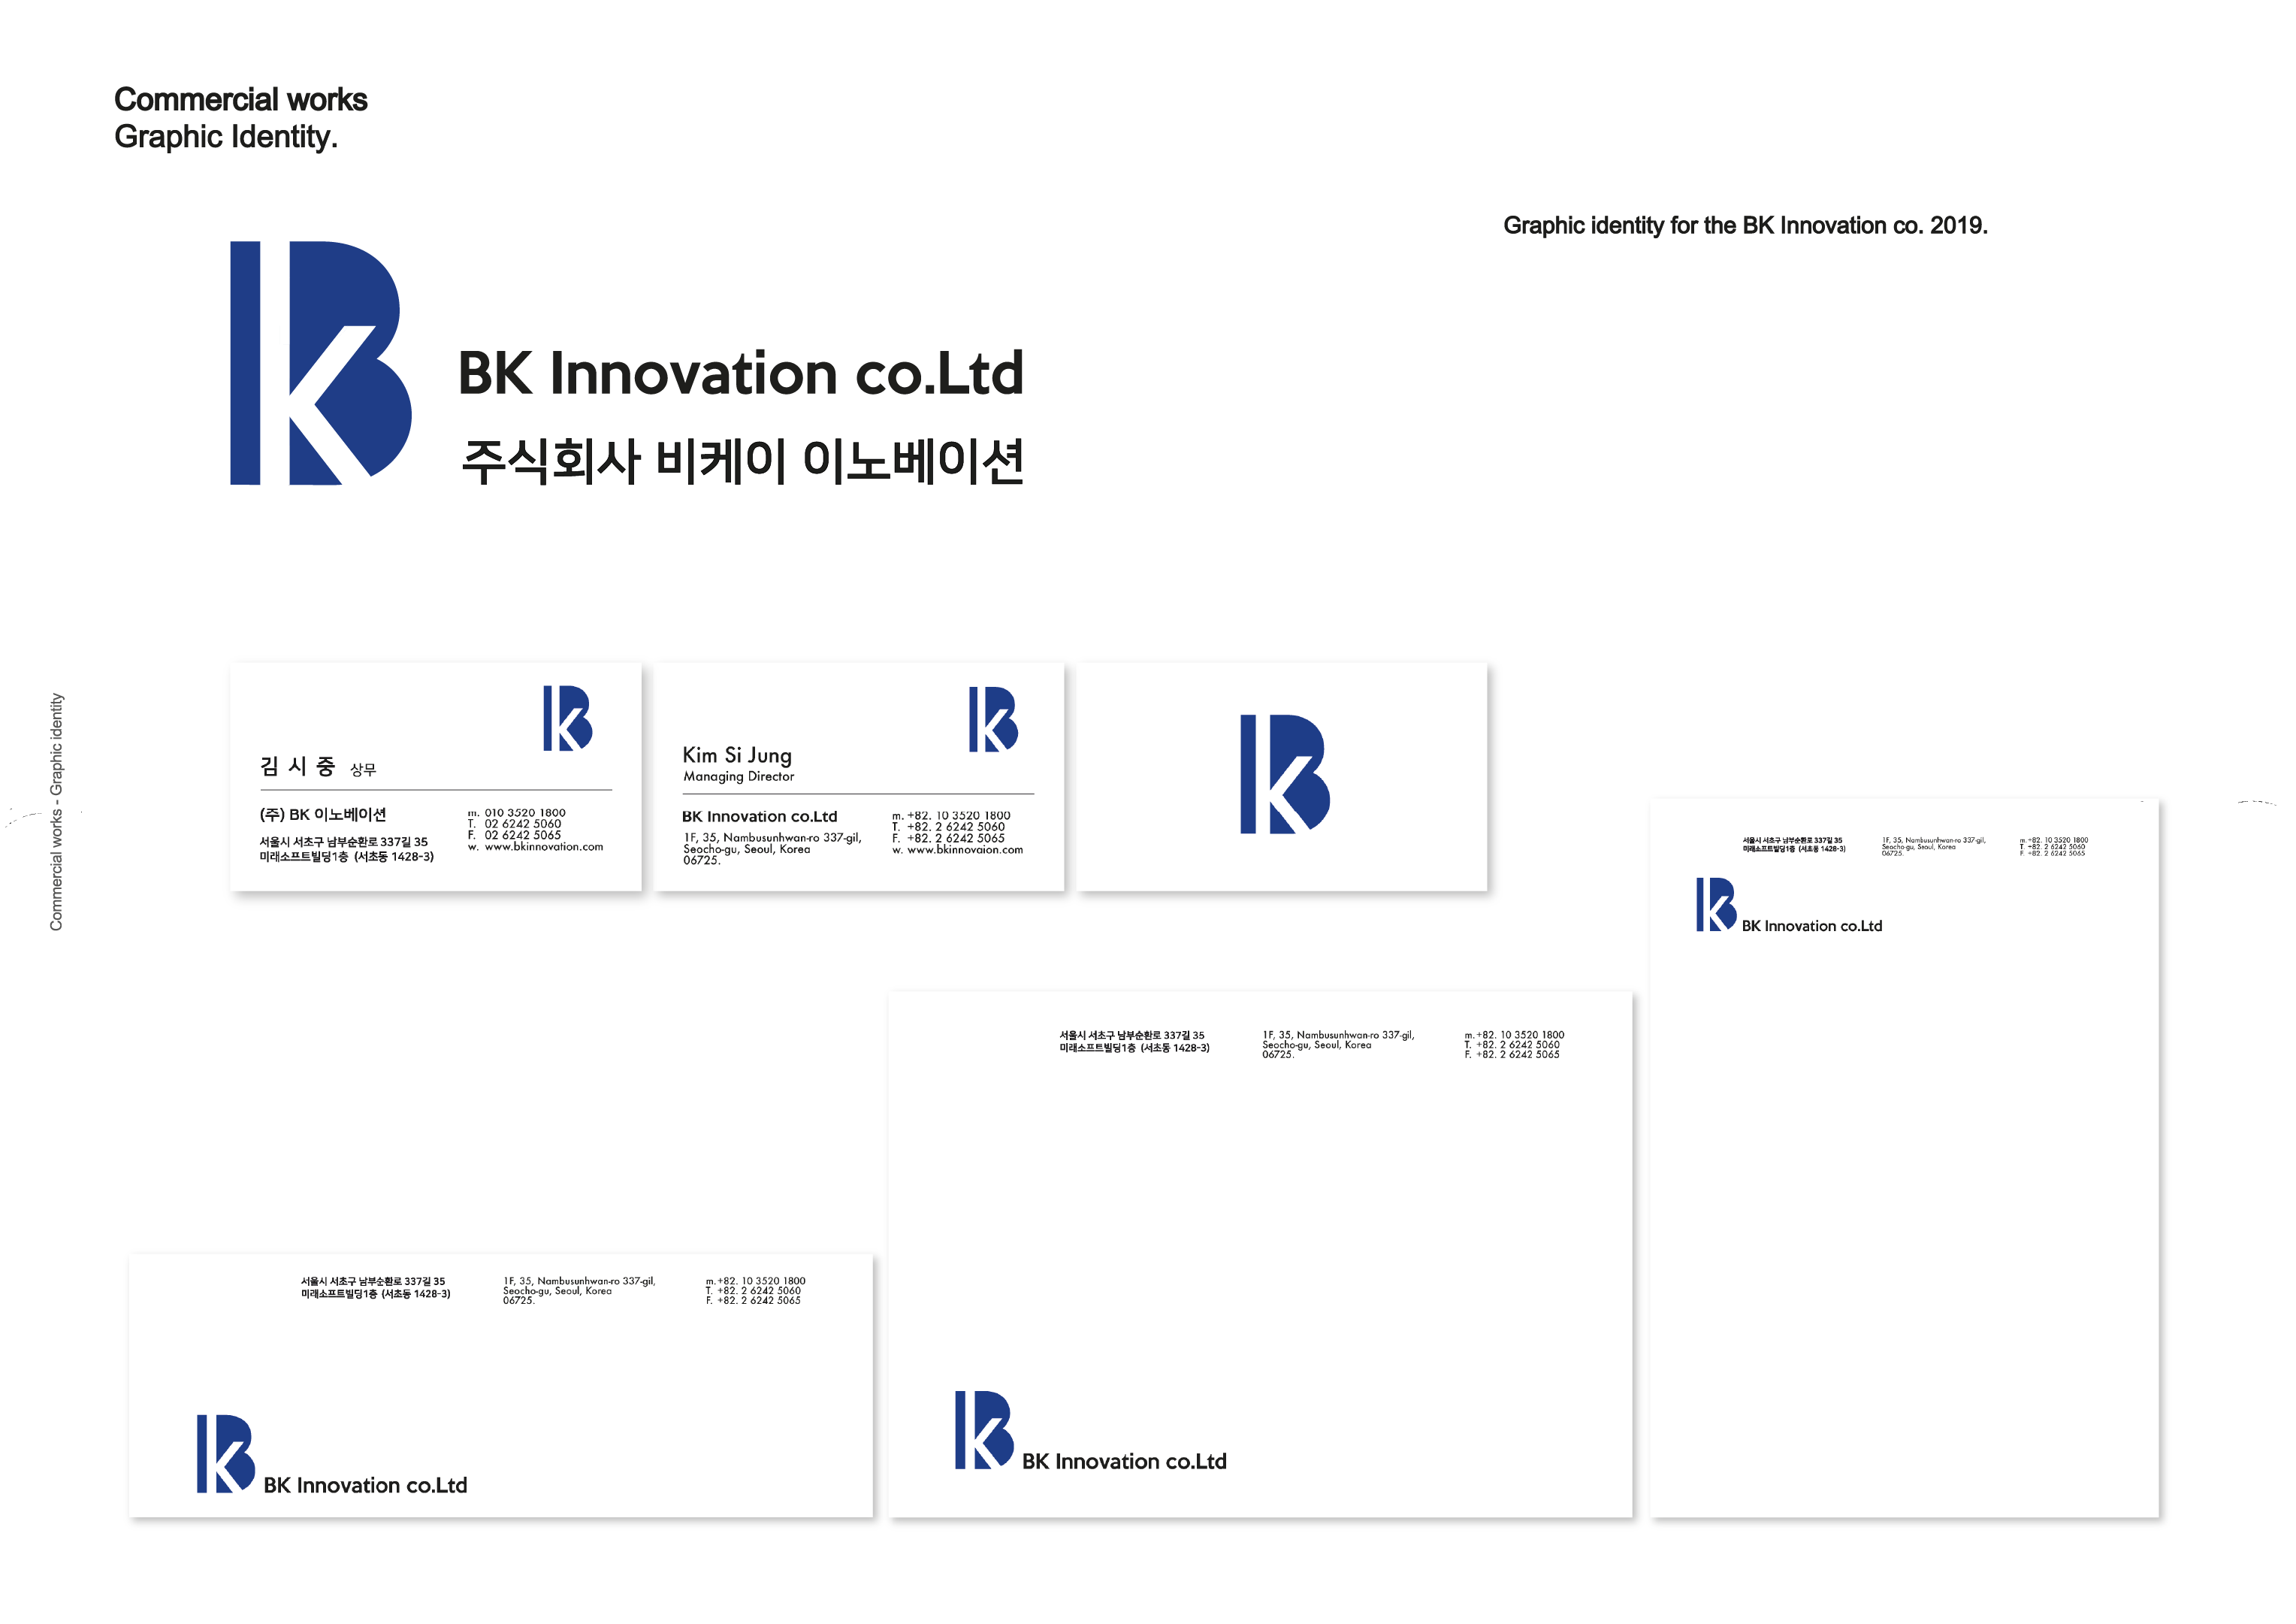 Commercial works
Graphic Identity.
Graphic identity for the BK Innovation co. 2019.
BK
BK Innovation co.Ltd
주식회사 비케이 이노베이션
Commercial works - Graphic identity
BK
김 시 중 상무
(주) BK 이노베이션
서울시 서초구 남부순환로 337길 35
미래소프트빌딩1층 (서초동 1428-3)
m. 010 3520 1800
T. 02 6242 5060
F. 02 6242 5065
w. www.bkinnovation.com
BK
Kim Si Jung
Managing Director
BK Innovation co.Ltd
1F, 35, Nambusunhwan-ro 337-gil,
Seocho-gu, Seoul, Korea
06725.
m. +82. 10 3520 1800
T. +82. 2 6242 5060
F. +82. 2 6242 5065
w. www.bkinnovaion.com
BK
서울시 서초구 남부순환로 337길 35
미래소프트빌딩1층 (서초동 1428-3)
1F, 35, Nambusunhwan-ro 337-gil,
Seocho-gu, Seoul, Korea
06725.
m. +82. 10 3520 1800
T. +82. 2 6242 5060
F. +82. 2 6242 5065
BK
BK Innovation co.Ltd
서울시 서초구 남부순환로 337길 35
미래소프트빌딩1층 (서초동 1428-3)
1F, 35, Nambusunhwan-ro 337-gil,
Seocho-gu, Seoul, Korea
06725.
m. +82. 10 3520 1800
T. +82. 2 6242 5060
F. +82. 2 6242 5065
BK
BK Innovation co.Ltd
서울시 서초구 남부순환로 337길 35
미래소프트빌딩1층 (서초동 1428-3)
1F, 35, Nambusunhwan-ro 337-gil,
Seocho-gu, Seoul, Korea
06725.
m. +82. 10 3520 1800
T. +82. 2 6242 5060
F. +82. 2 6242 5065
BK
BK Innovation co.Ltd